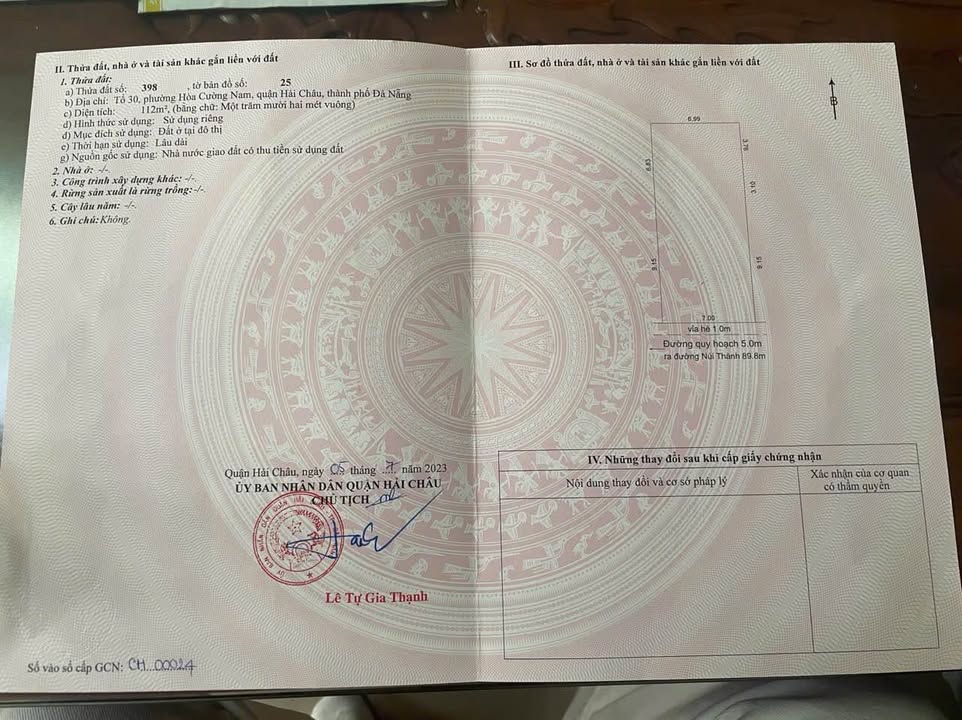 II. Thửa đất, nhà ở và tài sản khác gắn liền với đất
1. Thửa đất:
a) Thửa đất số: 398 , tờ bản đồ số: 25
b) Địa chỉ: Tổ 30, phường Hòa Cường Nam, quận Hải Châu, thành phố Đà Nẵng
c) Diện tích: 112m², (bằng chữ: Một trăm mười hai mét vuông)
d) Hình thức sử dụng: Sử dụng riêng
đ) Mục đích sử dụng: Đất ở tại đô thị
e) Thời hạn sử dụng: Lâu dài
g) Nguồn gốc sử dụng: Nhà nước giao đất có thu tiền sử dụng đất
2. Nhà ở: -/-
3. Công trình xây dựng khác: -/-
4. Rừng sản xuất là rừng trồng:-/-
5. Cây lâu năm: -/-
6. Ghi chú: Không.
Quận Hải Châu, ngày 05 tháng 7 năm 2023
ỦY BAN NHÂN DÂN QUẬN HẢI CHÂU
CHỦ TỊCH
Lê Tự Gia Thạnh
Số vào sổ cấp GCN: CH 00024
III. Sơ đồ thửa đất, nhà ở và tài sản khác gắn liền với đất
B
6.99
3.76
6.83
3.10
9.15
9.15
7.00
vỉa hè 1.0m
Đường quy hoạch 5.0m
ra đường Núi Thành 89.8m
IV. Những thay đổi sau khi cấp giấy chứng nhận
Nội dung thay đổi và cơ sở pháp lý
Xác nhận của cơ quan
có thẩm quyền